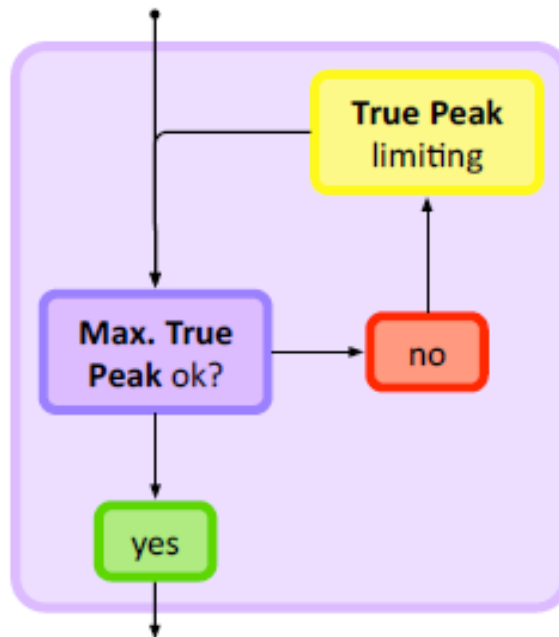 True Peak
limiting
Max. True
Peak ok?
no
yes